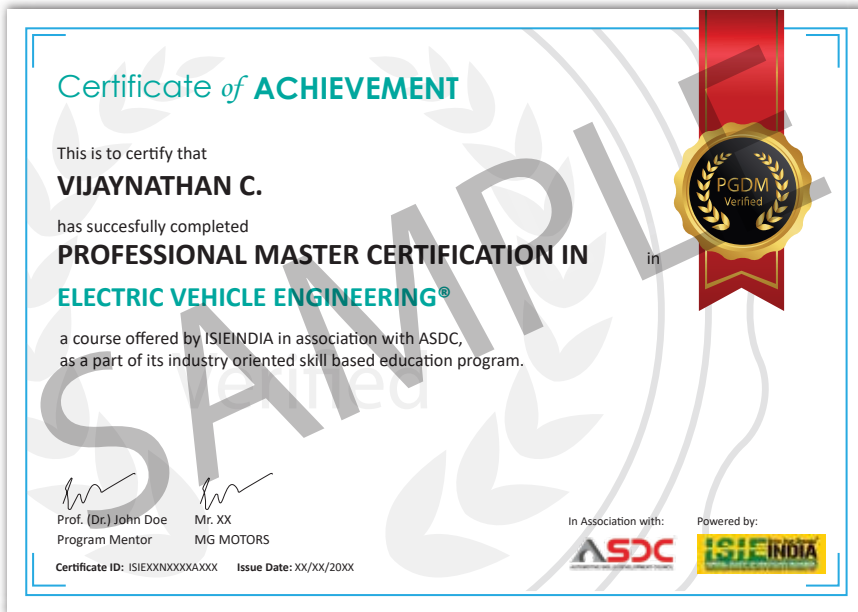 Certificate of ACHIEVEMENT
This is to certify that
VIJAYNATHAN C.
has succesfully completed
PROFESSIONAL MASTER CERTIFICATION IN in
ELECTRIC VEHICLE ENGINEERING®
a course offered by ISIEINDIA in association with ASDC,
as a part of its industry oriented skill based education program.
Verified
SAMPLE
PGDM
Verified
Prof. (Dr.) John Doe Mr. XX
Program Mentor MG MOTORS
Certificate ID: ISIEXXNXXXXAXXX Issue Date: XX/XX/20XX
In Association with: Powered by:
ASDC
ISIEINDIA